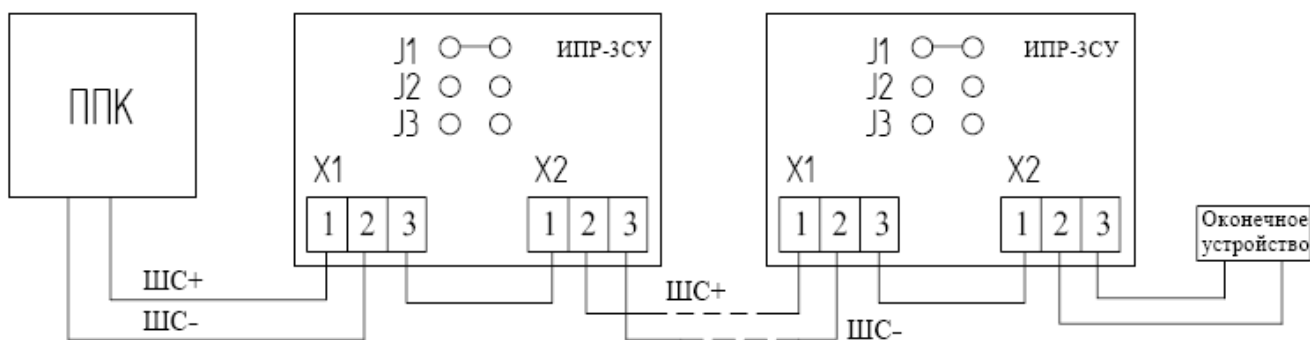 ППК
ШС+
ШС-
J1
ИПР-3СУ
J2
J3
X1
X2
1 2 3
1 2 3
ШС+
ШС-
J1
ИПР-3СУ
J2
J3
X1
X2
1 2 3
1 2 3
Оконечное
устройство